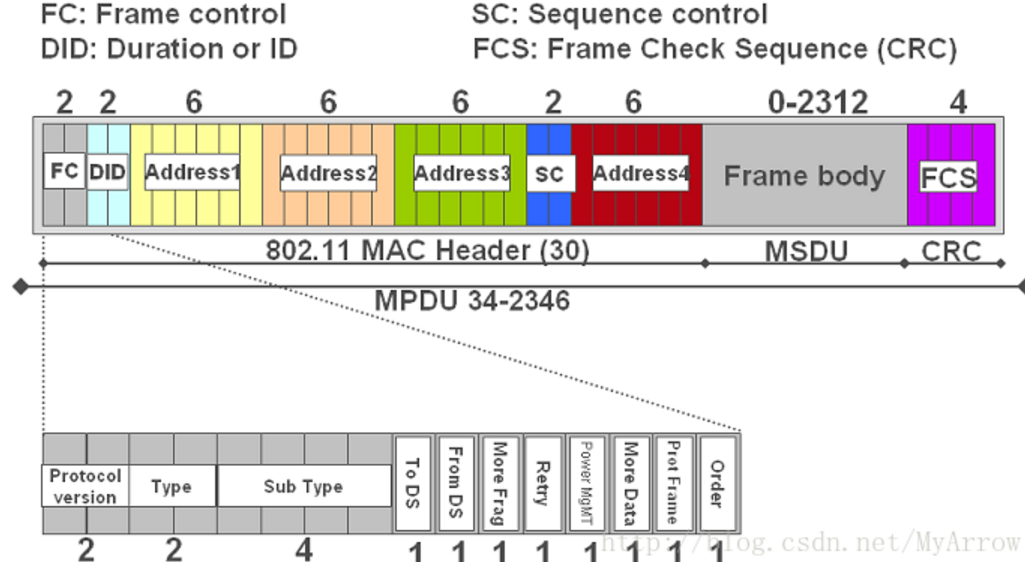 FC: Frame control SC: Sequence control
DID: Duration or ID FCS: Frame Check Sequence (CRC)
2 2 6 6 6 2 6 0-2312 4
FC DID Address1 Address2 Address3 SC Address4 Frame body FCS
802.11 MAC Header (30) MSDU CRC
MPDU 34-2346
Protocol version Type Sub Type To DS From DS More Frag Retry Power MgMT More Data Prot Frame Order
2 2 4 1 1 1 1 1 1 1 1
http://blog.csdn.net/MyArrow